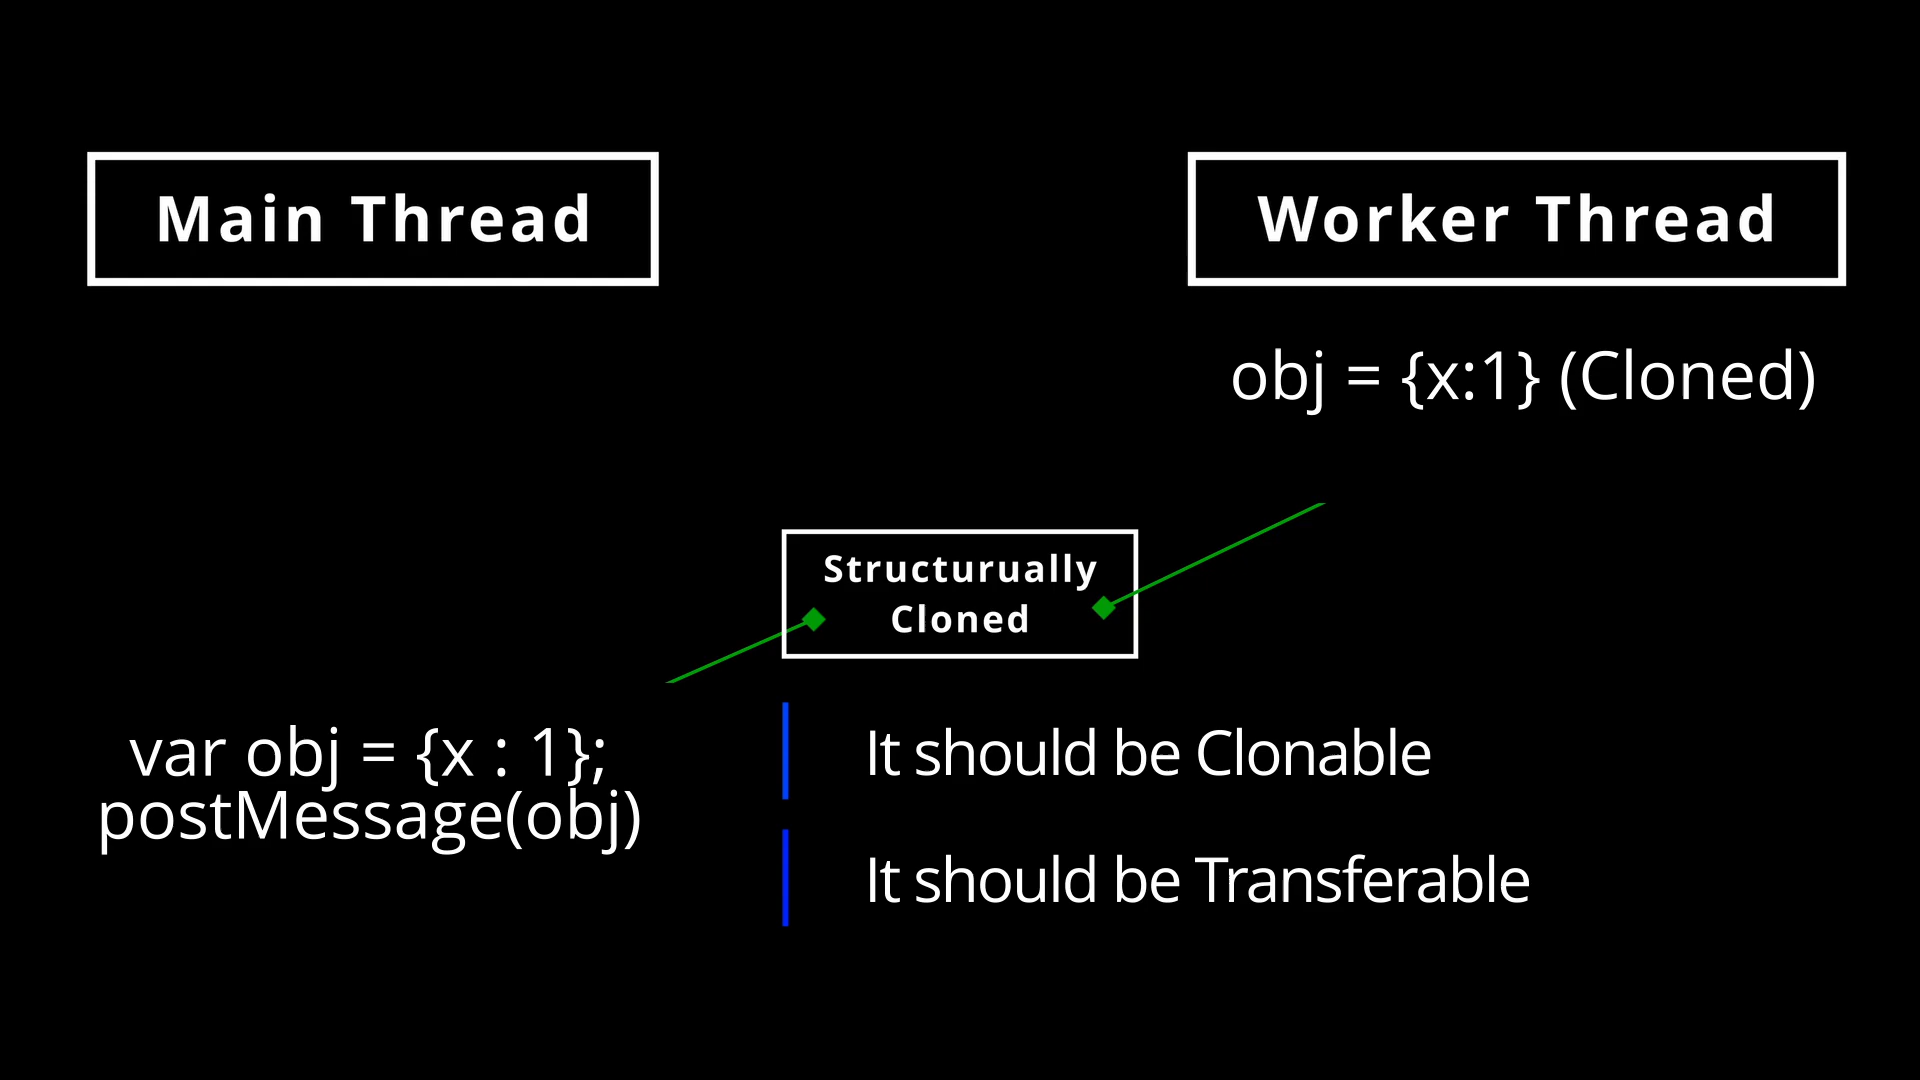 Main Thread
Worker Thread
obj = {x:1} (Cloned)
Structurually
Cloned
var obj = {x : 1};
postMessage(obj)
It should be Clonable
It should be Transferable